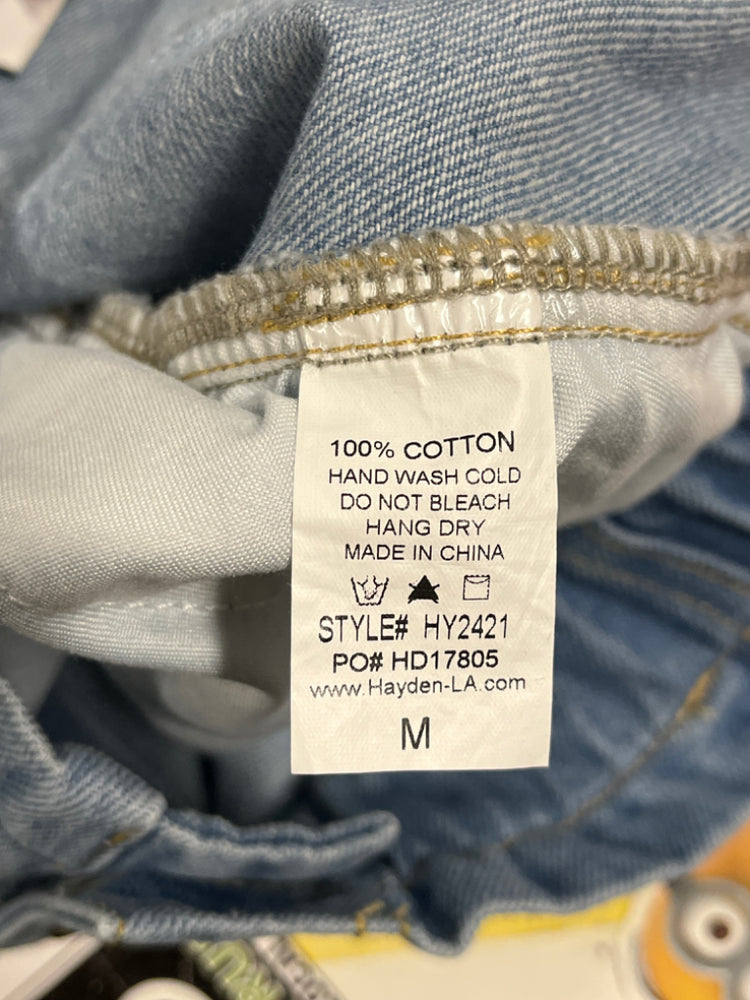 100% COTTON
HAND WASH COLD
DO NOT BLEACH
HANG DRY
MADE IN CHINA
STYLE# HY2421
PO# HD17805
www.Hayden-LA.com
M